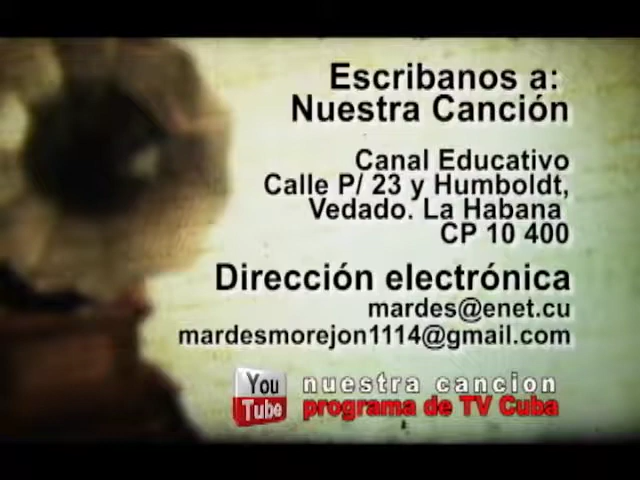 Escribanos a:
Nuestra Canción
Canal Educativo
Calle P/ 23 y Humboldt,
Vedado. La Habana
CP 10 400
Dirección electrónica
mardes@enet.cu
mardesmorejon1114@gmail.com
You
Tube
nuestra cancion
programa de TV Cuba